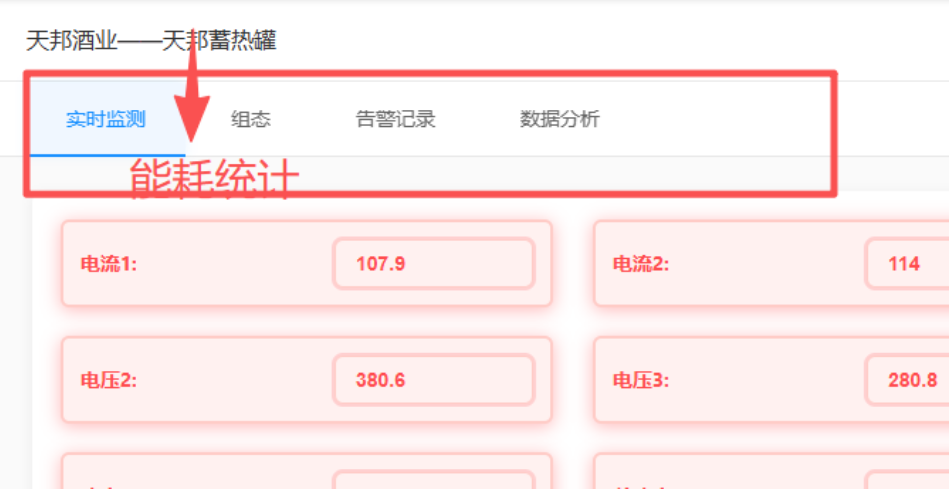 天邦酒业——天邦蓄热罐
实时监测 组态 告警记录 数据分析
能耗统计
电流1: 107.9 电流2: 114
电压2: 380.6 电压3: 280.8